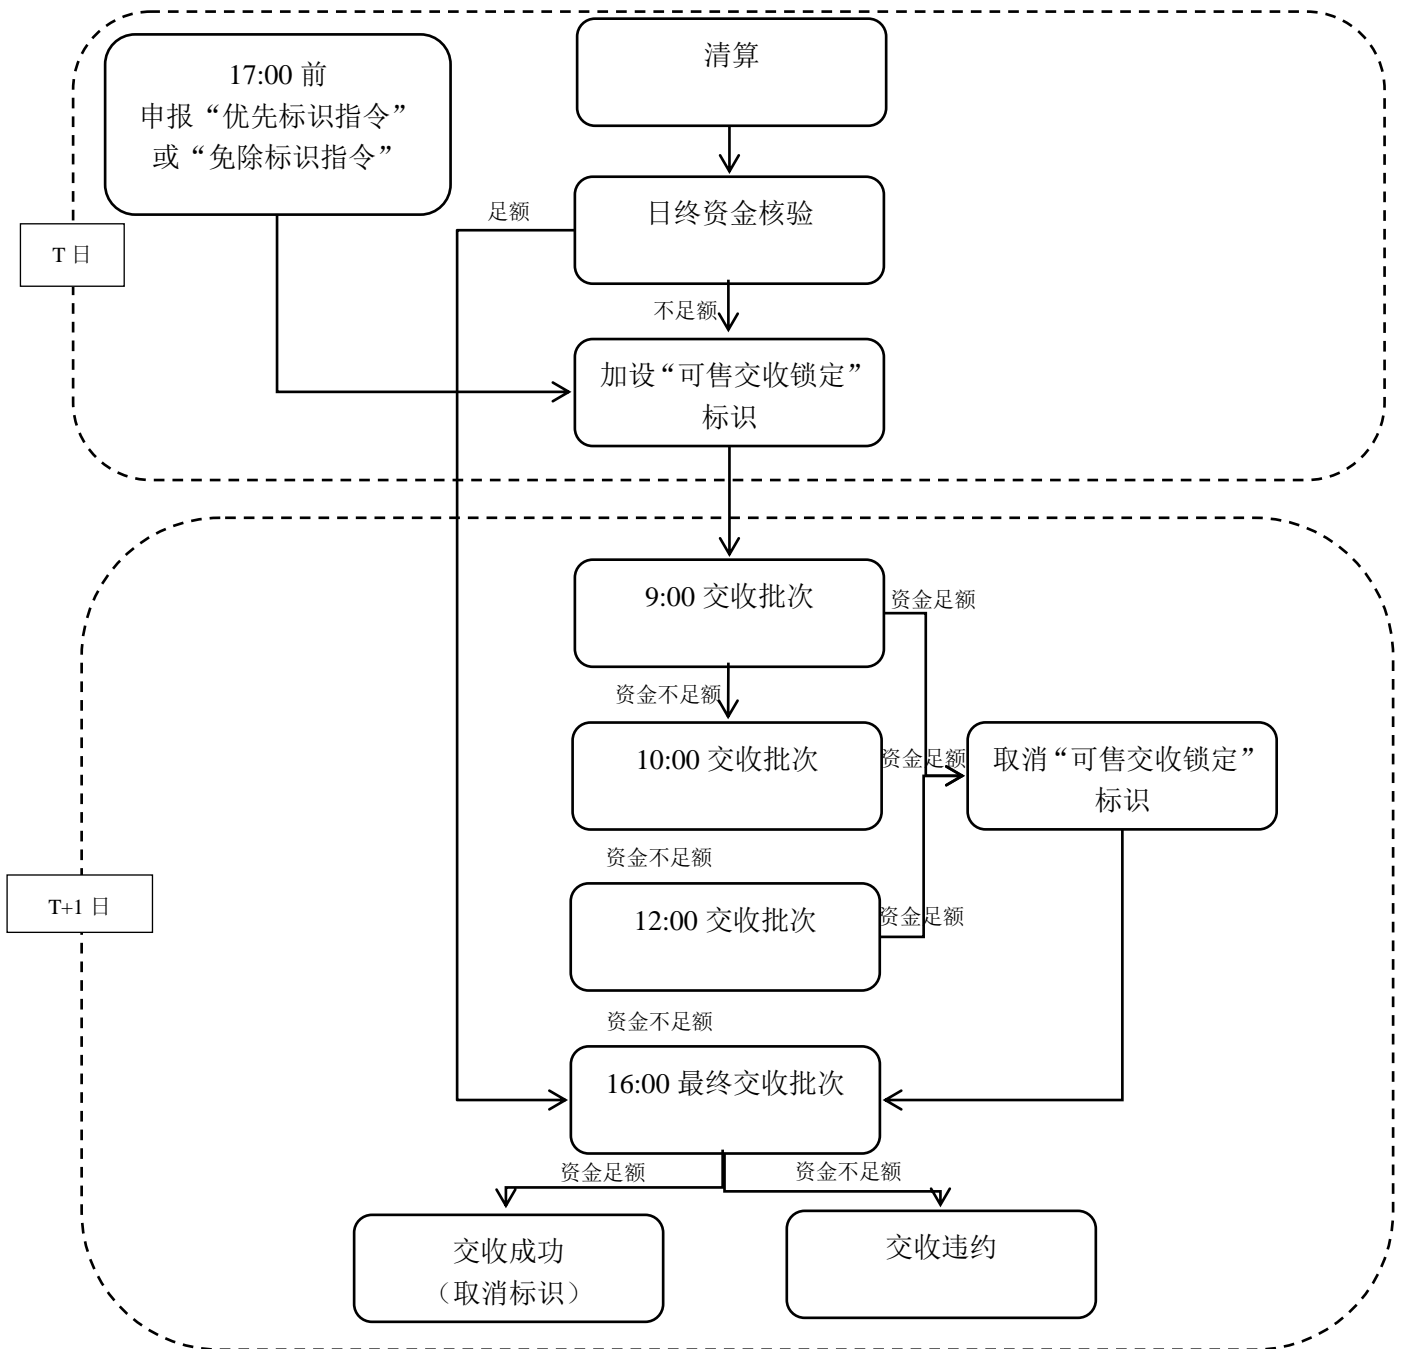 17:00 前
申报“优先标识指令”
或“免除标识指令”
清算
足额
日终资金核验
T 日
不足额
加设“可售交收锁定”
标识
9:00 交收批次
资金足额
资金不足额
10:00 交收批次
资金足额
取消“可售交收锁定”
标识
资金不足额
T+1 日
12:00 交收批次
资金足额
资金不足额
16:00 最终交收批次
资金足额
资金不足额
交收成功
（取消标识）
交收违约